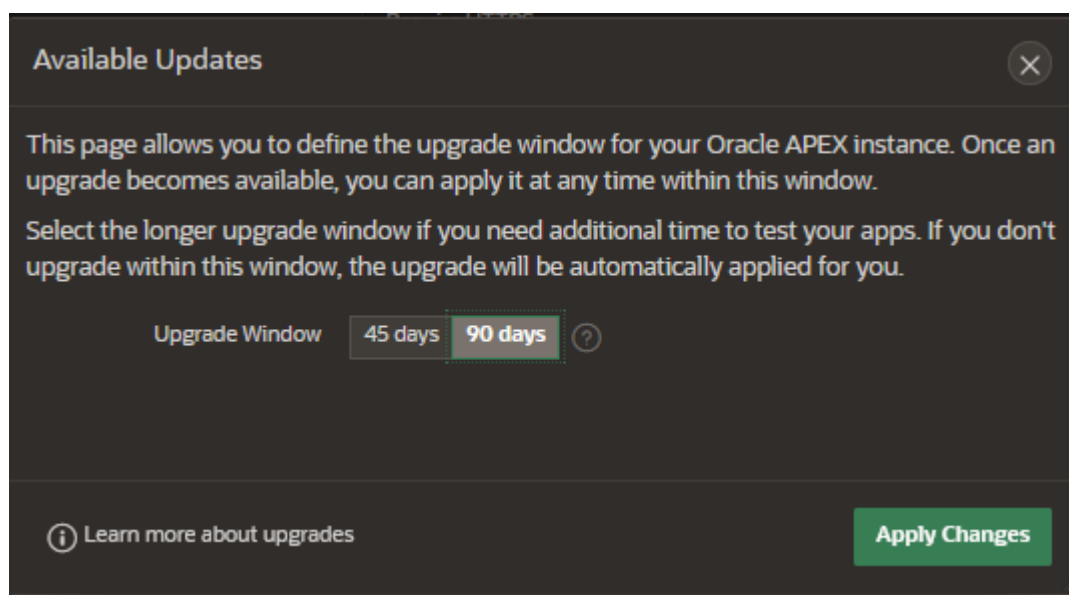 Available Updates
This page allows you to define the upgrade window for your Oracle APEX instance. Once an
upgrade becomes available, you can apply it at any time within this window.
Select the longer upgrade window if you need additional time to test your apps. If you don't
upgrade within this window, the upgrade will be automatically applied for you.
Upgrade Window 45 days 90 days
Learn more about upgrades
Apply Changes